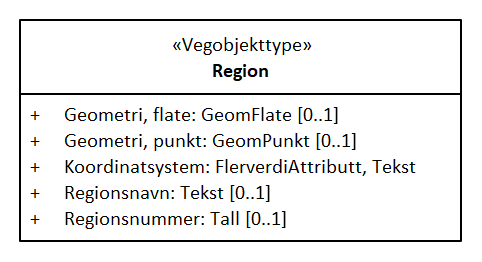 «Vegobjekttype»
Region
+ Geometri, flate: GeomFlate [0..1]
+ Geometri, punkt: GeomPunkt [0..1]
+ Koordinatsystem: FlerverdiAttributt, Tekst
+ Regionsnavn: Tekst [0..1]
+ Regionsnummer: Tall [0..1]